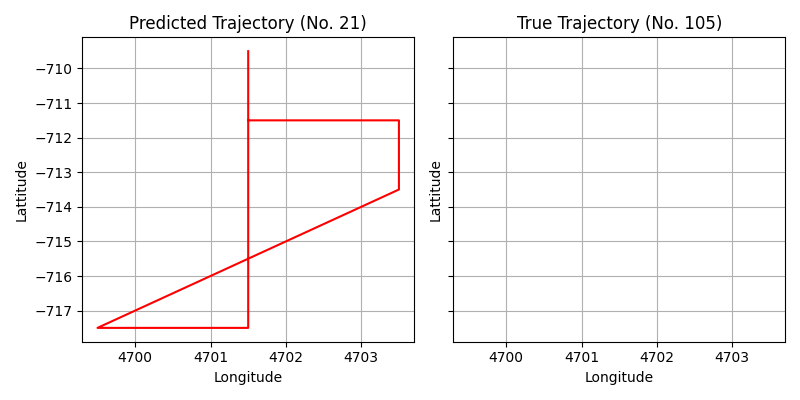 Predicted Trajectory (No. 21)
True Trajectory (No. 105)
−710
−711
−712
−713
−714
−715
−716
−717
Lattitude
Lattitude
4700
4701
4702
4703
4700
4701
4702
4703
Longitude
Longitude